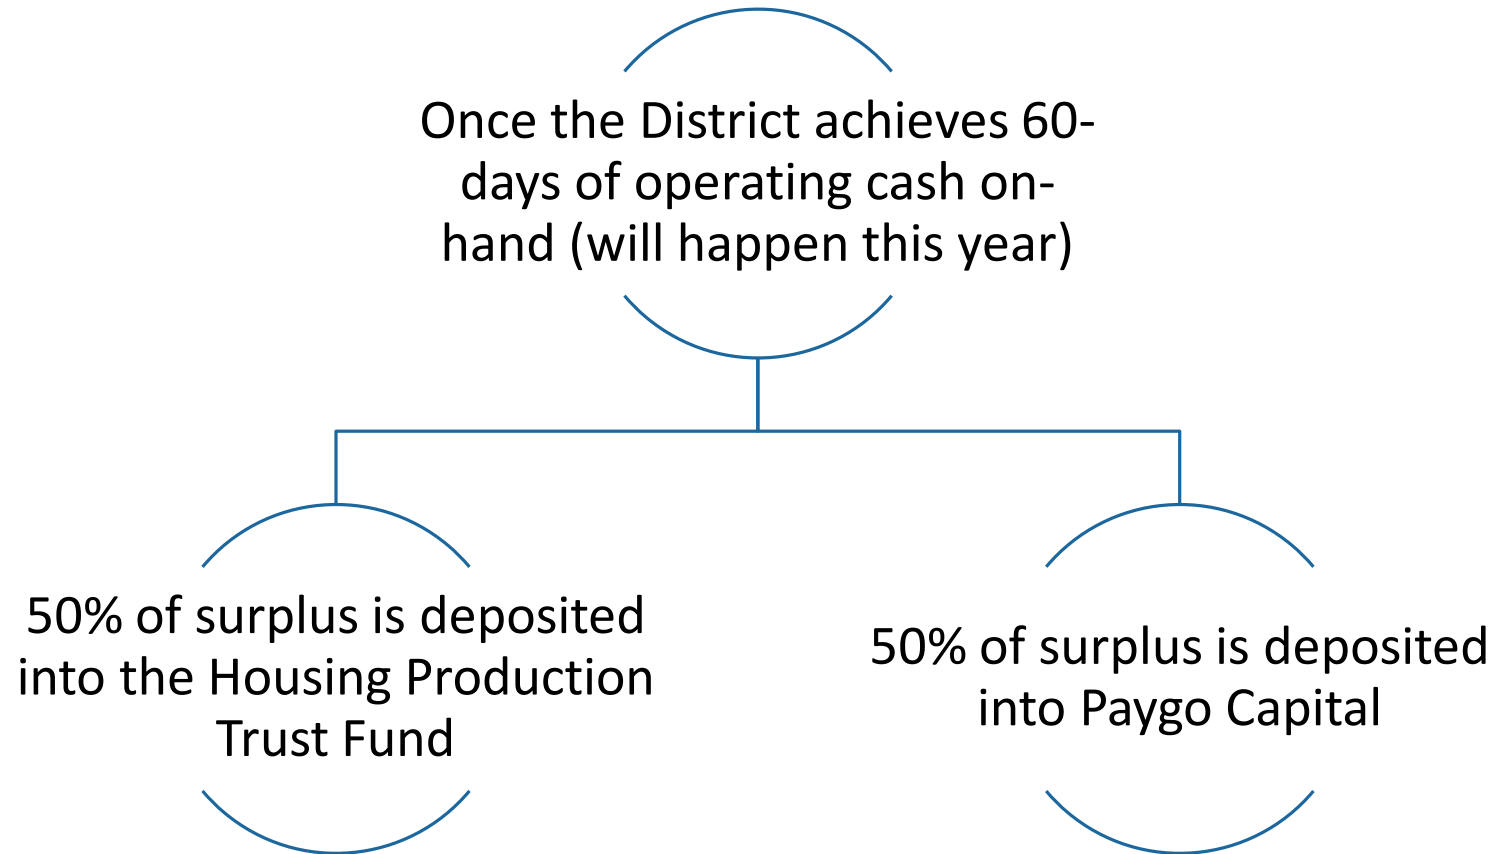 Once the District achieves 60-
days of operating cash on-
hand (will happen this year)
50% of surplus is deposited
into the Housing Production
Trust Fund
50% of surplus is deposited
into Paygo Capital